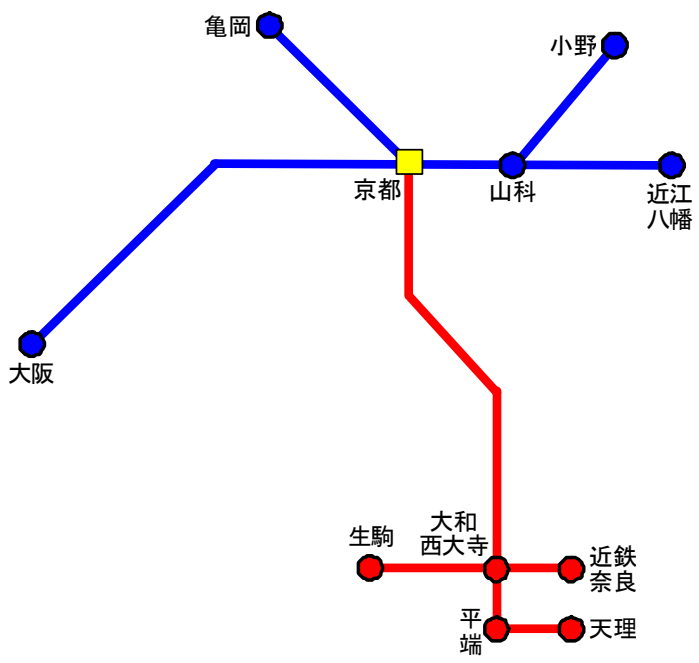 亀岡
小野
京都
山科
近江
八幡
大阪
大和
西大寺
生駒
近鉄
奈良
平
端
天理